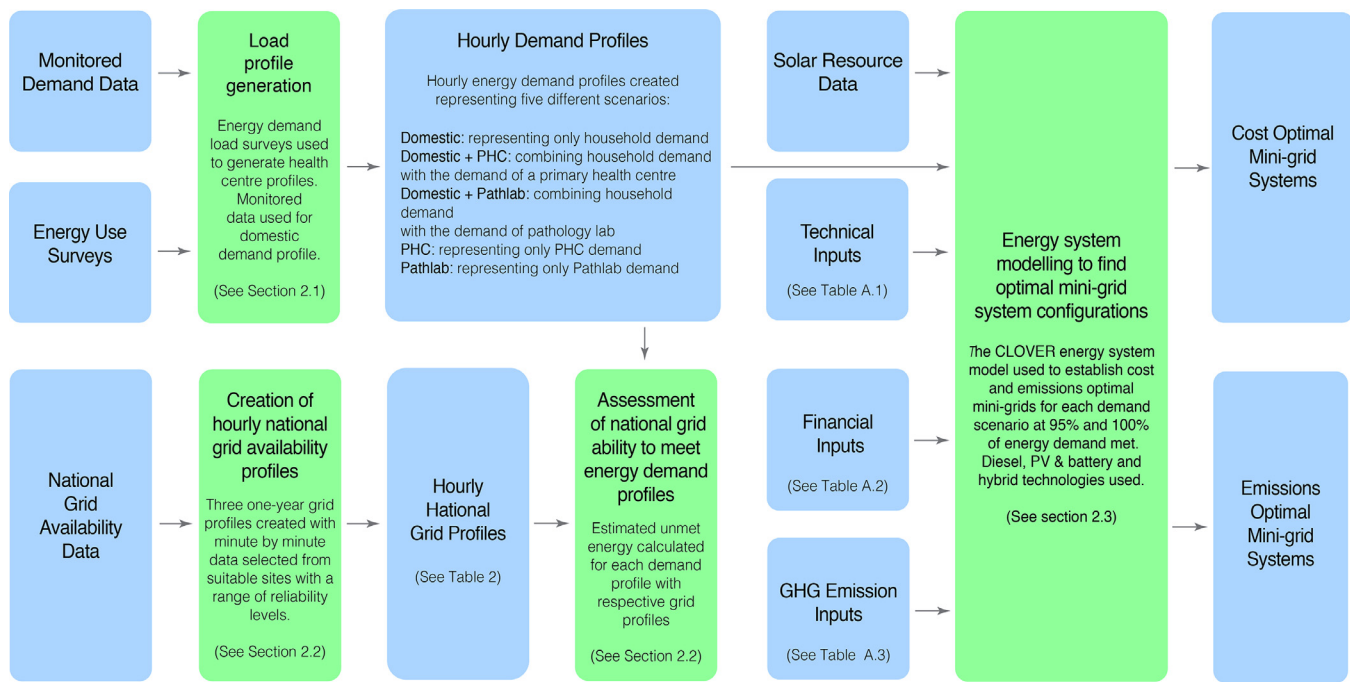 Monitored
Demand Data
Energy Use
Surveys
Load
profile
generation
Energy demand
load surveys used
to generate health
centre profiles.
Monitored
data used for
domestic
demand profile.
(See Section 2.1)
Hourly Demand Profiles
Hourly energy demand profiles created
representing five different scenarios:
Domestic: representing only household demand
Domestic + PHC: combining household demand
with the demand of a primary health centre
Domestic + Pathlab: combining household
demand
with the demand of pathology lab
PHC: representing only PHC demand
Pathlab: representing only Pathlab demand
Solar Resource
Data
Technical
Inputs
(See Table A.1)
Financial
Inputs
(See Table A.2)
GHG Emission
Inputs
(See Table  A.3)
Energy system
modelling to find
optimal mini-grid
system configurations
The CLOVER energy system
model used to establish cost
and emissions optimal
mini-grids for each demand
scenario at 95% and 100%
of energy demand met.
Diesel, PV & battery and
hybrid technologies used.
(See section 2.3)
Cost Optimal
Mini-grid
Systems
Emissions
Optimal
Mini-grid
Systems
National
Grid
Availability
Data
Creation of
hourly national
grid availability
profiles
Three one-year grid
profiles created with
minute by minute
data selected from
suitable sites with a
range of reliability
levels.
(See Section 2.2)
Hourly
Hational
Grid Profiles
(See Table 2)
Assessment
of national grid
ability to meet
energy demand
profiles
Estimated unmet
energy calculated
for each demand
profile with
respective grid
profiles
(See Section 2.2)